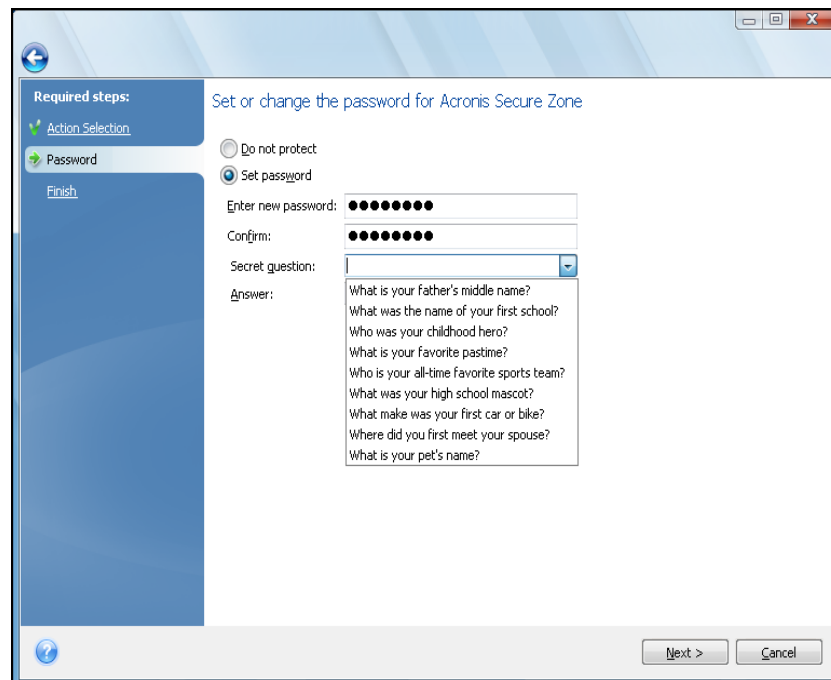 Required steps:
Action Selection
Password
Finish
Set or change the password for Acronis Secure Zone
Do not protect
Set password
Enter new password: ●●●●●●●●
Confirm: ●●●●●●●●
Secret question:
Answer:
What is your father's middle name?
What was the name of your first school?
Who was your childhood hero?
What is your favorite pastime?
Who is your all-time favorite sports team?
What was your high school mascot?
What make was your first car or bike?
Where did you first meet your spouse?
What is your pet's name?
Next >
Cancel